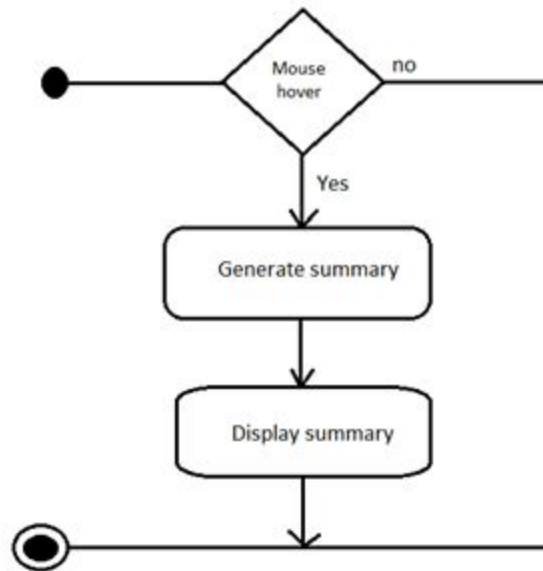 Mouse
hover
no
Yes
Generate summary
Display summary